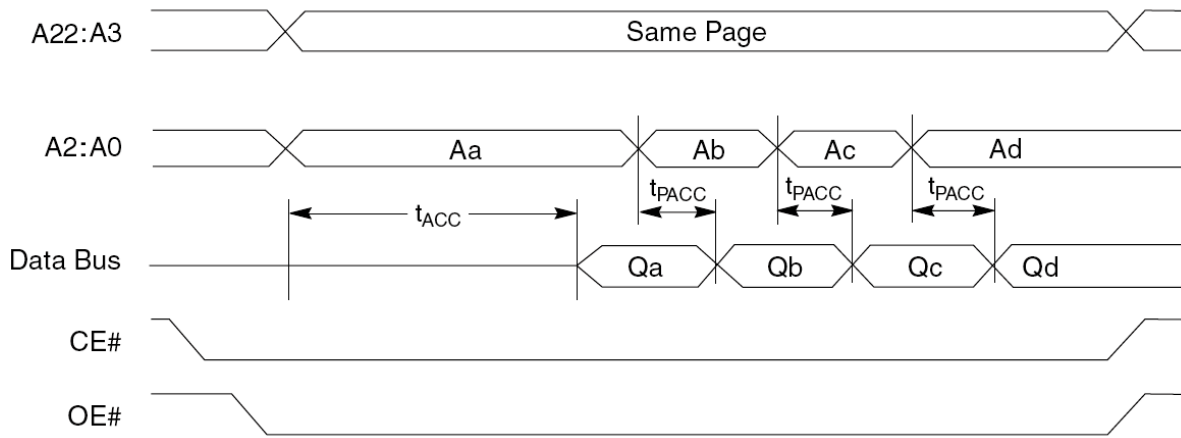 A22:A3 Same Page
A2:A0 Aa Ab Ac Ad
tACC tPACC tPACC tPACC
Data Bus Qa Qb Qc Qd
CE#
OE#